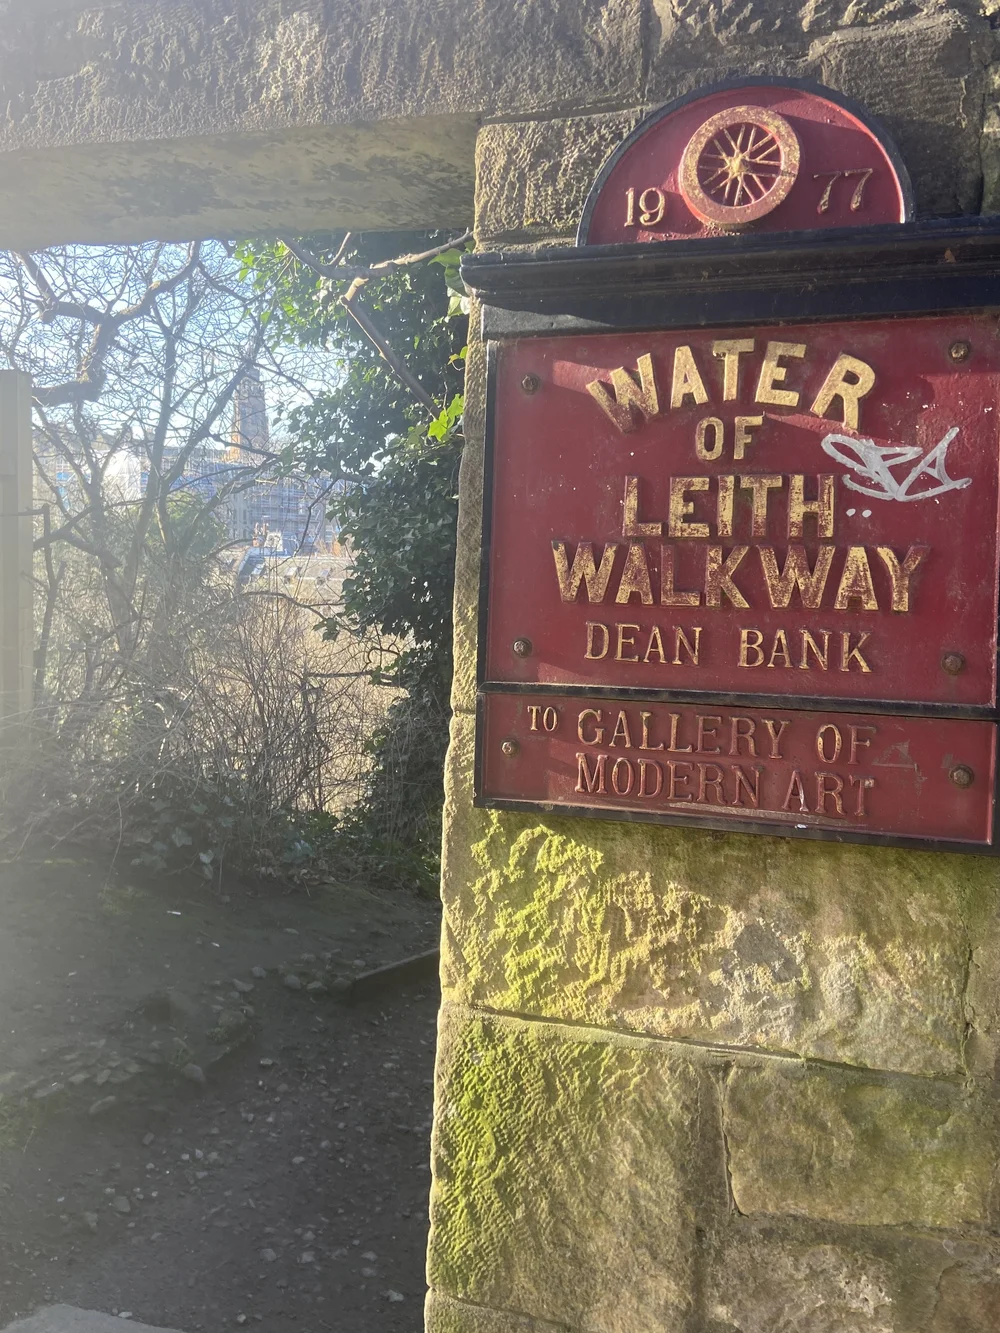 19 77
WATER
OF
LEITH
WALKWAY
DEAN BANK
TO GALLERY OF
MODERN ART